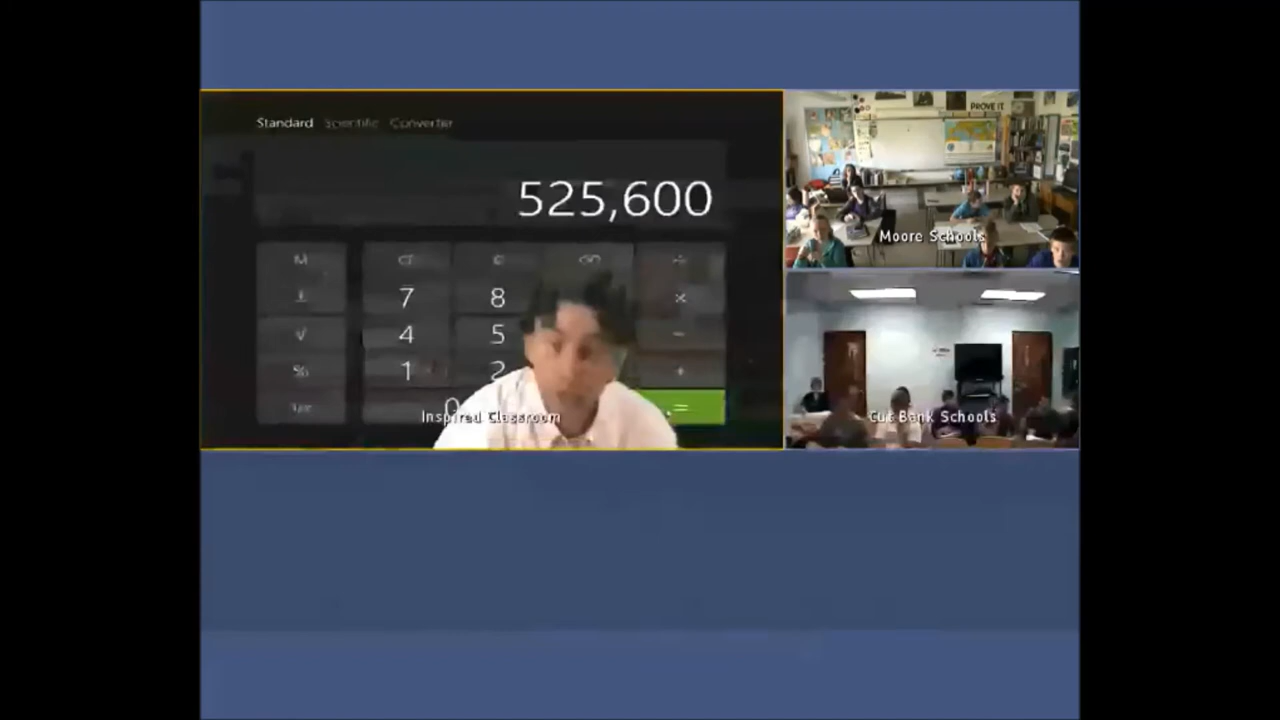 Standard Scientific Converter
525,600
7 8
4 5
1 2
0
Inspired Classroom
PROVE IT
Moore Schools
Cut Bank Schools